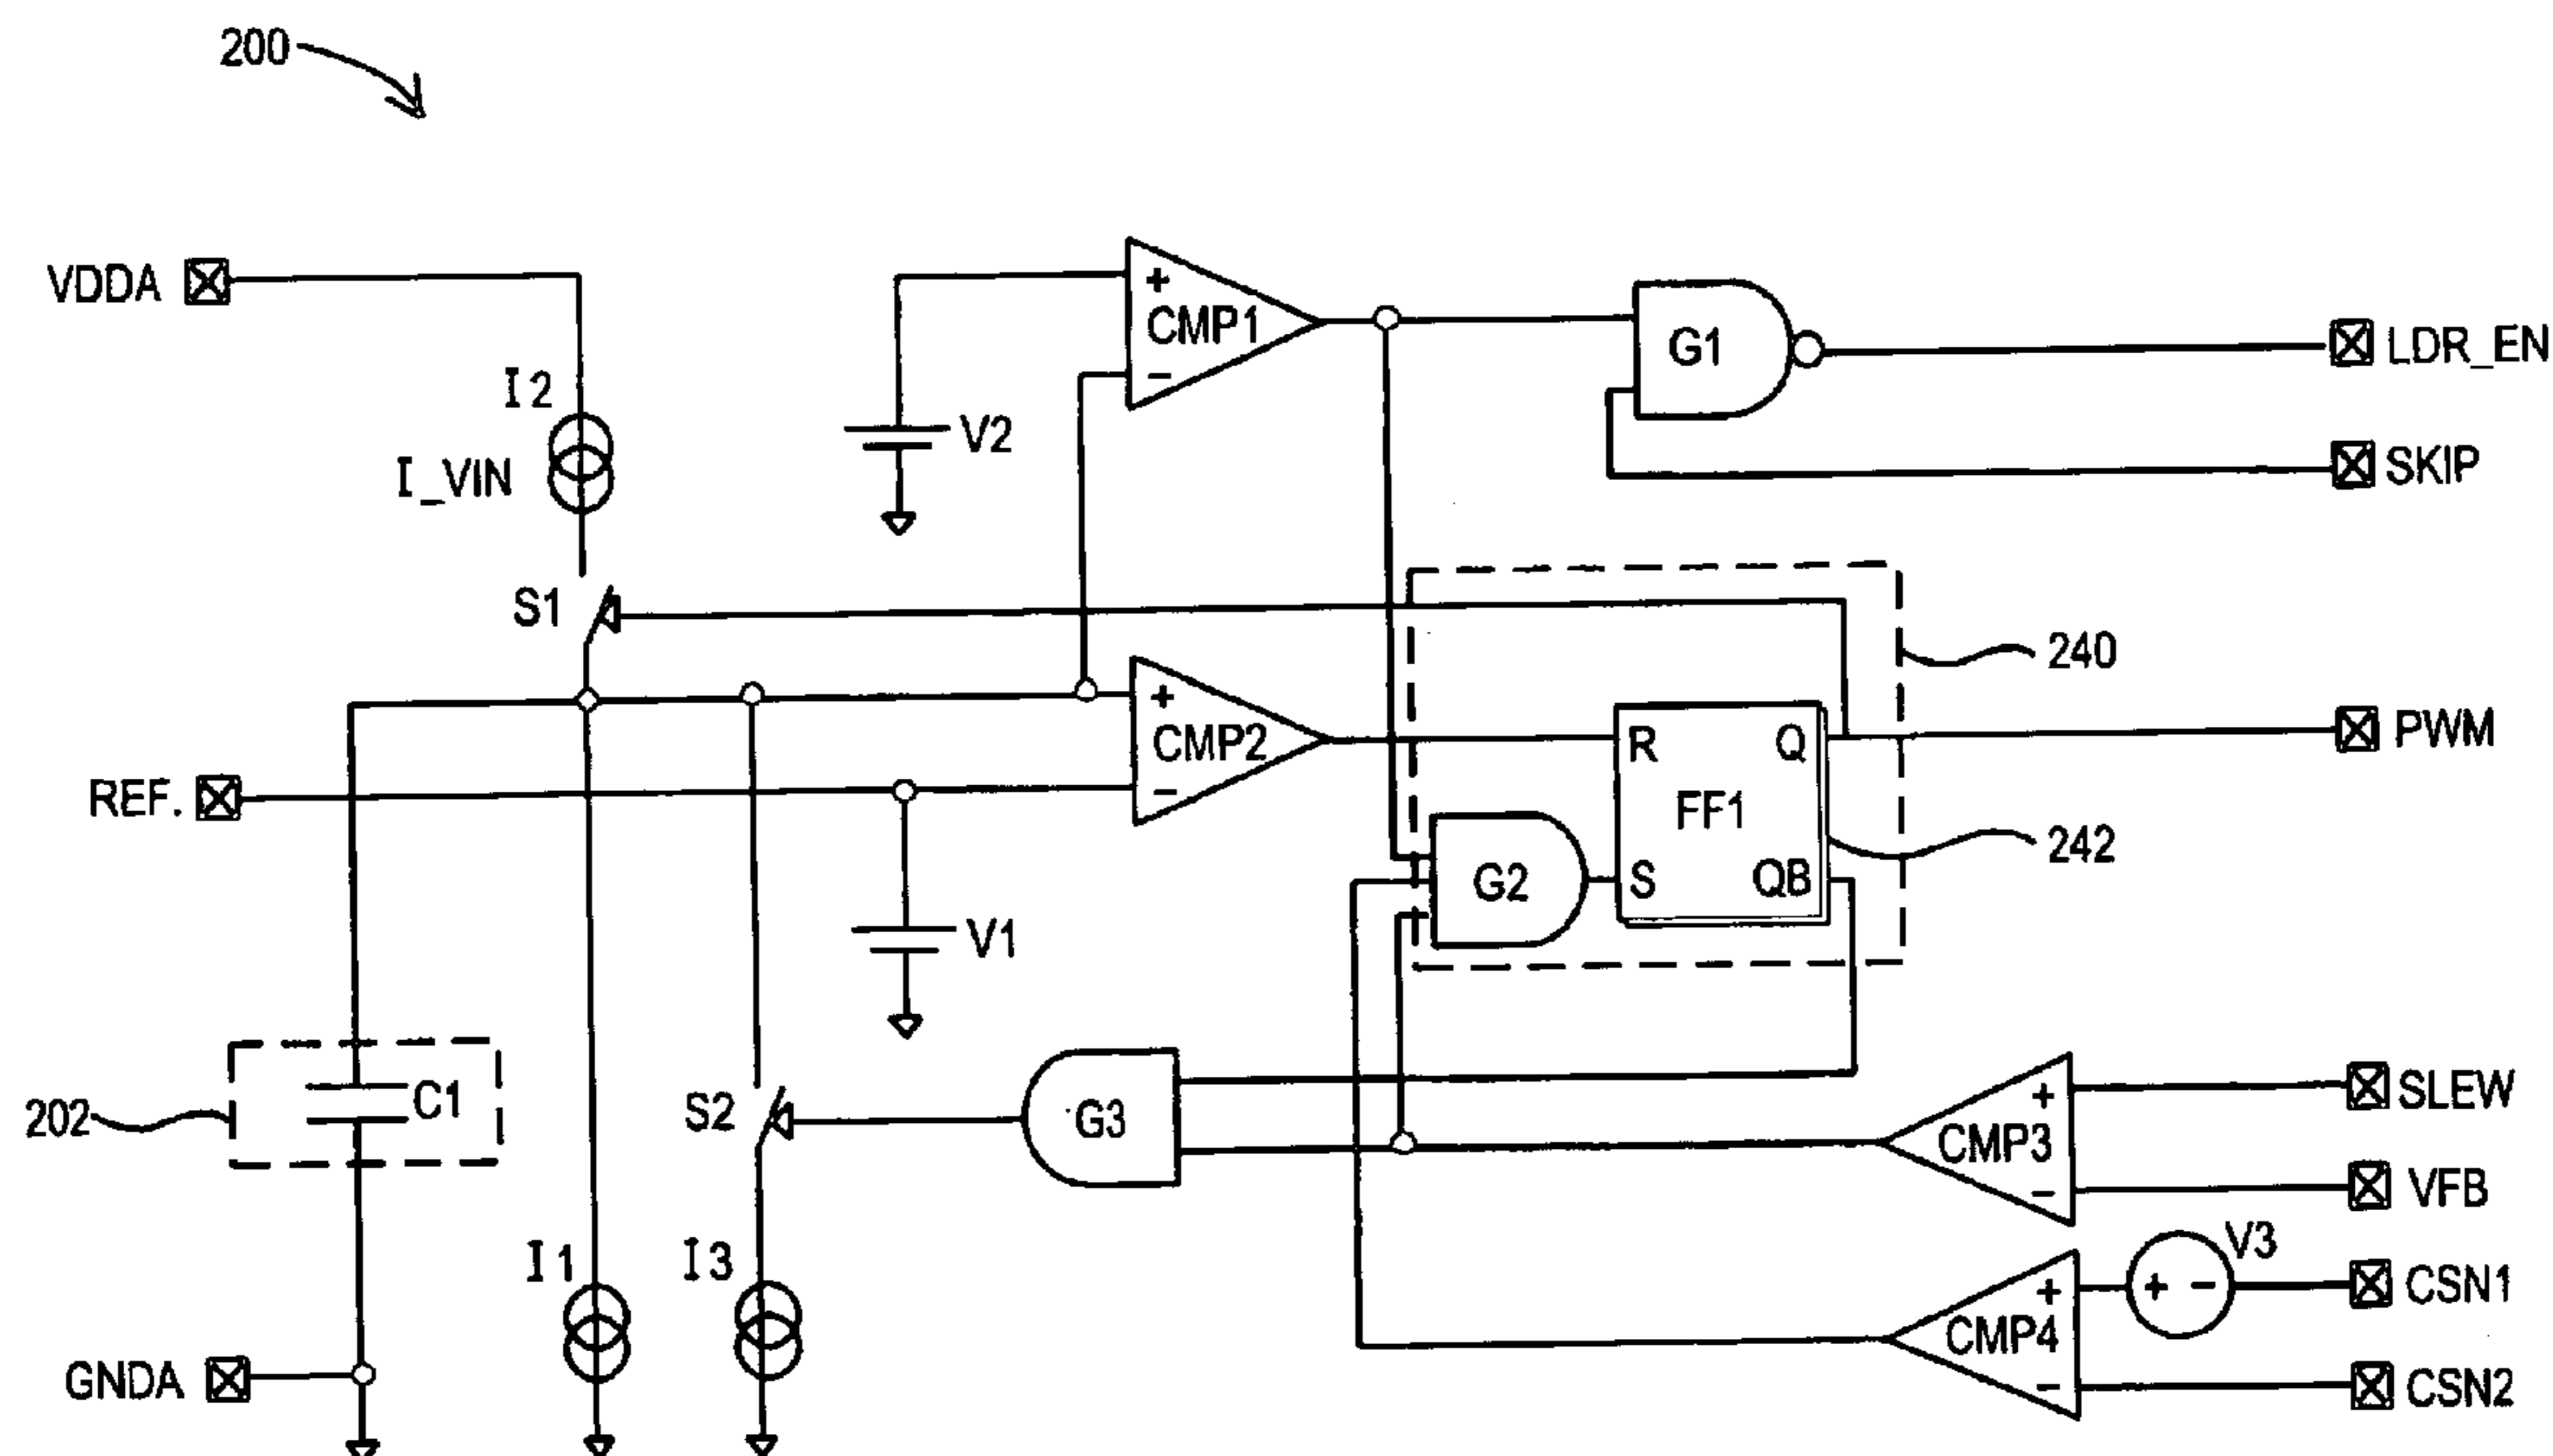 200
VDDA
I2
I_VIN
S1
V2
+
CMP1
-
G1
LDR_EN
SKIP
240
+
CMP2
-
R
Q
FF1
S
QB
PWM
242
REF.
G2
V1
202
C1
S2
G3
+
CMP3
-
SLEW
VFB
I1
I3
V3
+ -
+
CMP4
-
CSN1
CSN2
GNDA